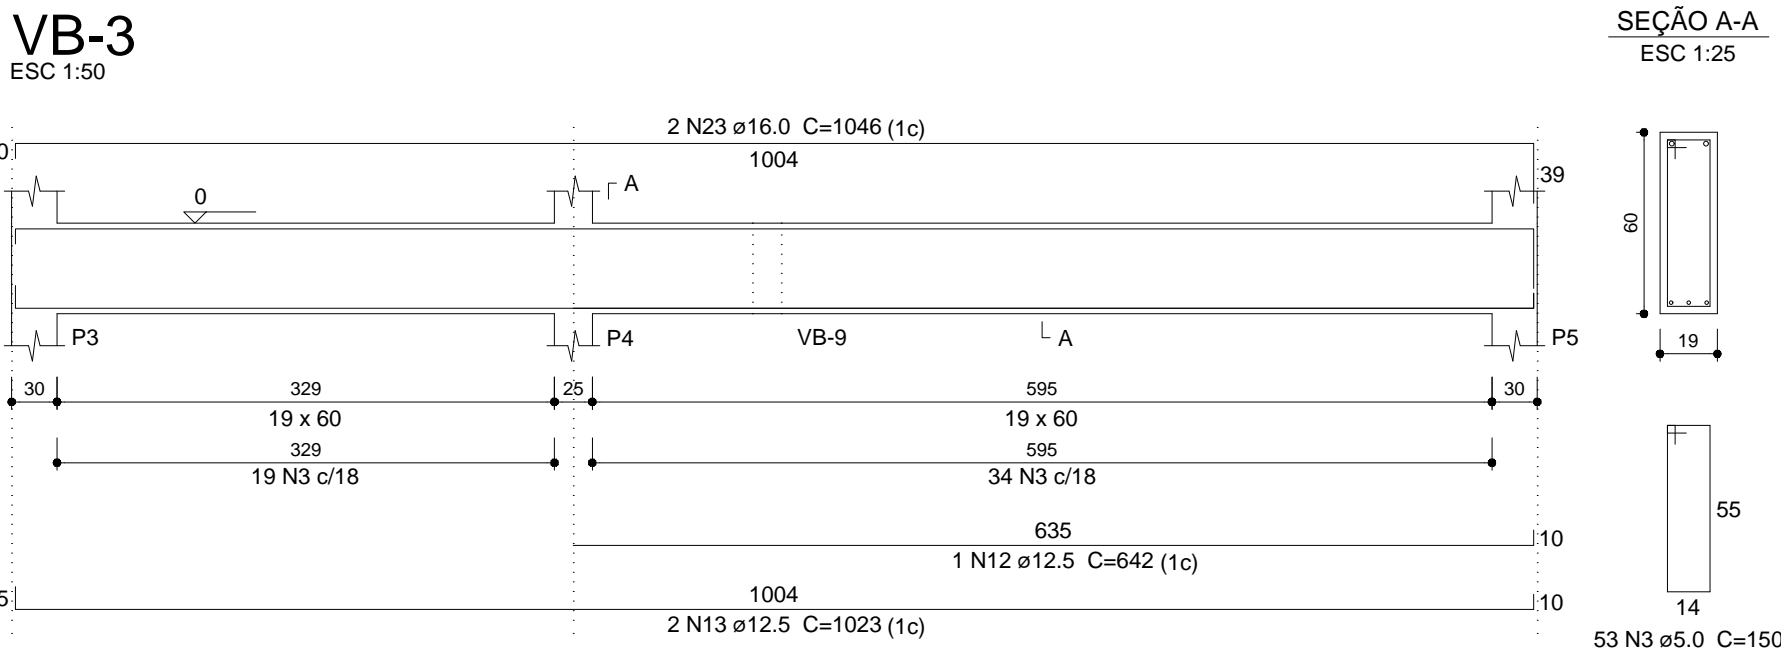 VB-3
ESC 1:50
SEÇÃO A-A
ESC 1:25
2 N23 ø16.0 C=1046 (1c)
0
1004
39
A
0
60
P3
P4
VB-9
A
P5
19
30
329
25
595
30
19 x 60
19 x 60
329
595
19 N3 c/18
34 N3 c/18
55
635
10
1 N12 ø12.5 C=642 (1c)
5
1004
10
14
2 N13 ø12.5 C=1023 (1c)
53 N3 ø5.0 C=150